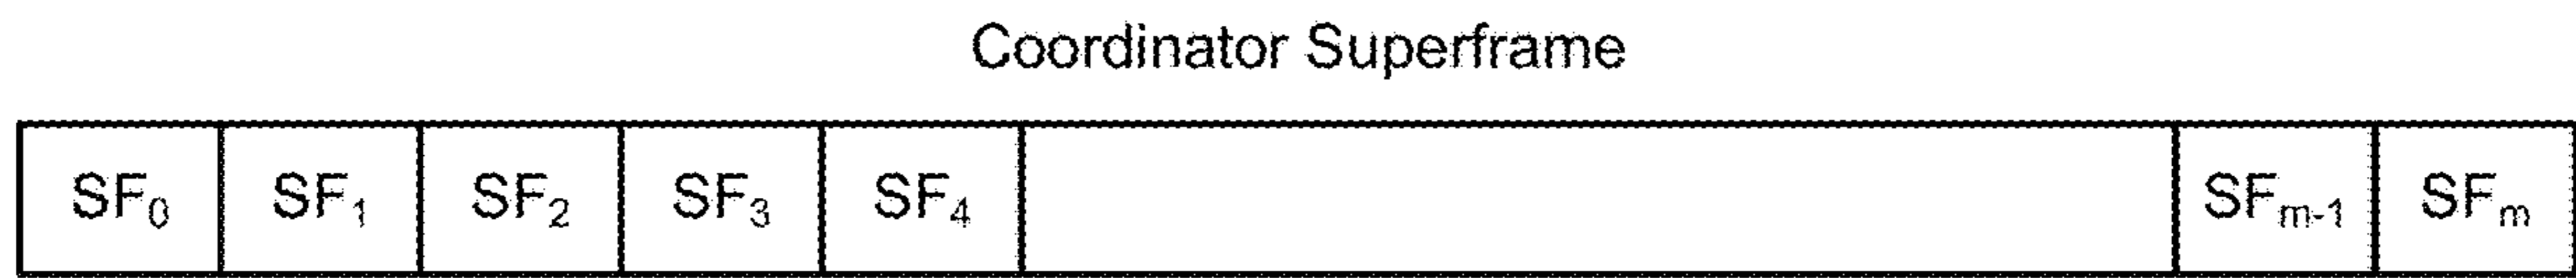 Coordinator Superframe
SF₀ SF₁ SF₂ SF₃ SF₄ SFₘ₋₁ SFₘ